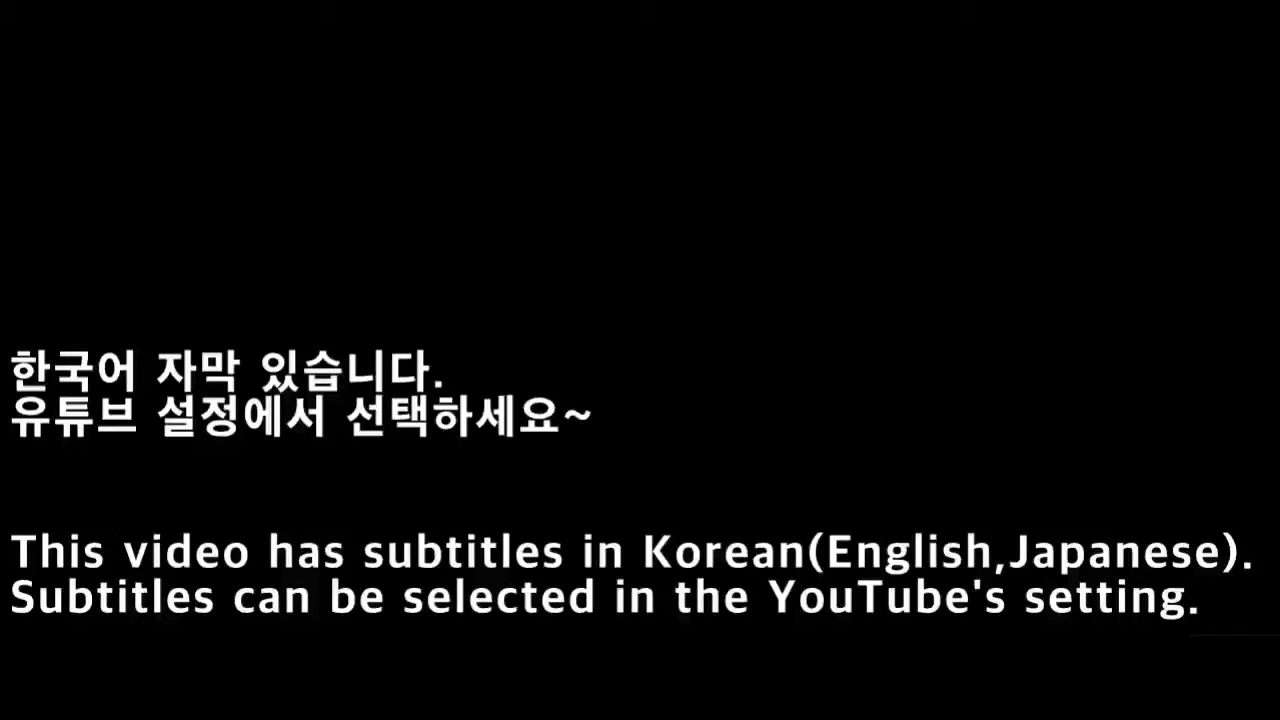 한국어 자막 있습니다.
유튜브 설정에서 선택하세요~
This video has subtitles in Korean(English,Japanese).
Subtitles can be selected in the YouTube's setting.